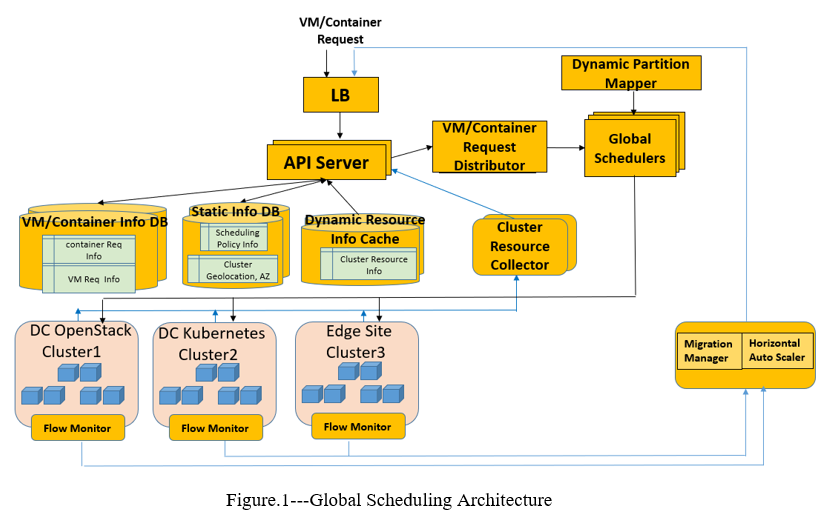 VM/Container
Request
LB
Dynamic Partition
Mapper
API Server
VM/Container
Request
Distributor
Global
Schedulers
VM/Container Info DB
container Req
Info
VM Req Info
Static Info DB
Scheduling
Policy Info
Cluster
Geolocation, AZ
Dynamic Resource
Info Cache
Cluster Resource
Info
Cluster
Resource
Collector
DC OpenStack
Cluster1
Flow Monitor
DC Kubernetes
Cluster2
Flow Monitor
Edge Site
Cluster3
Flow Monitor
Migration
Manager
Horizontal
Auto Scaler
Figure.1---Global Scheduling Architecture